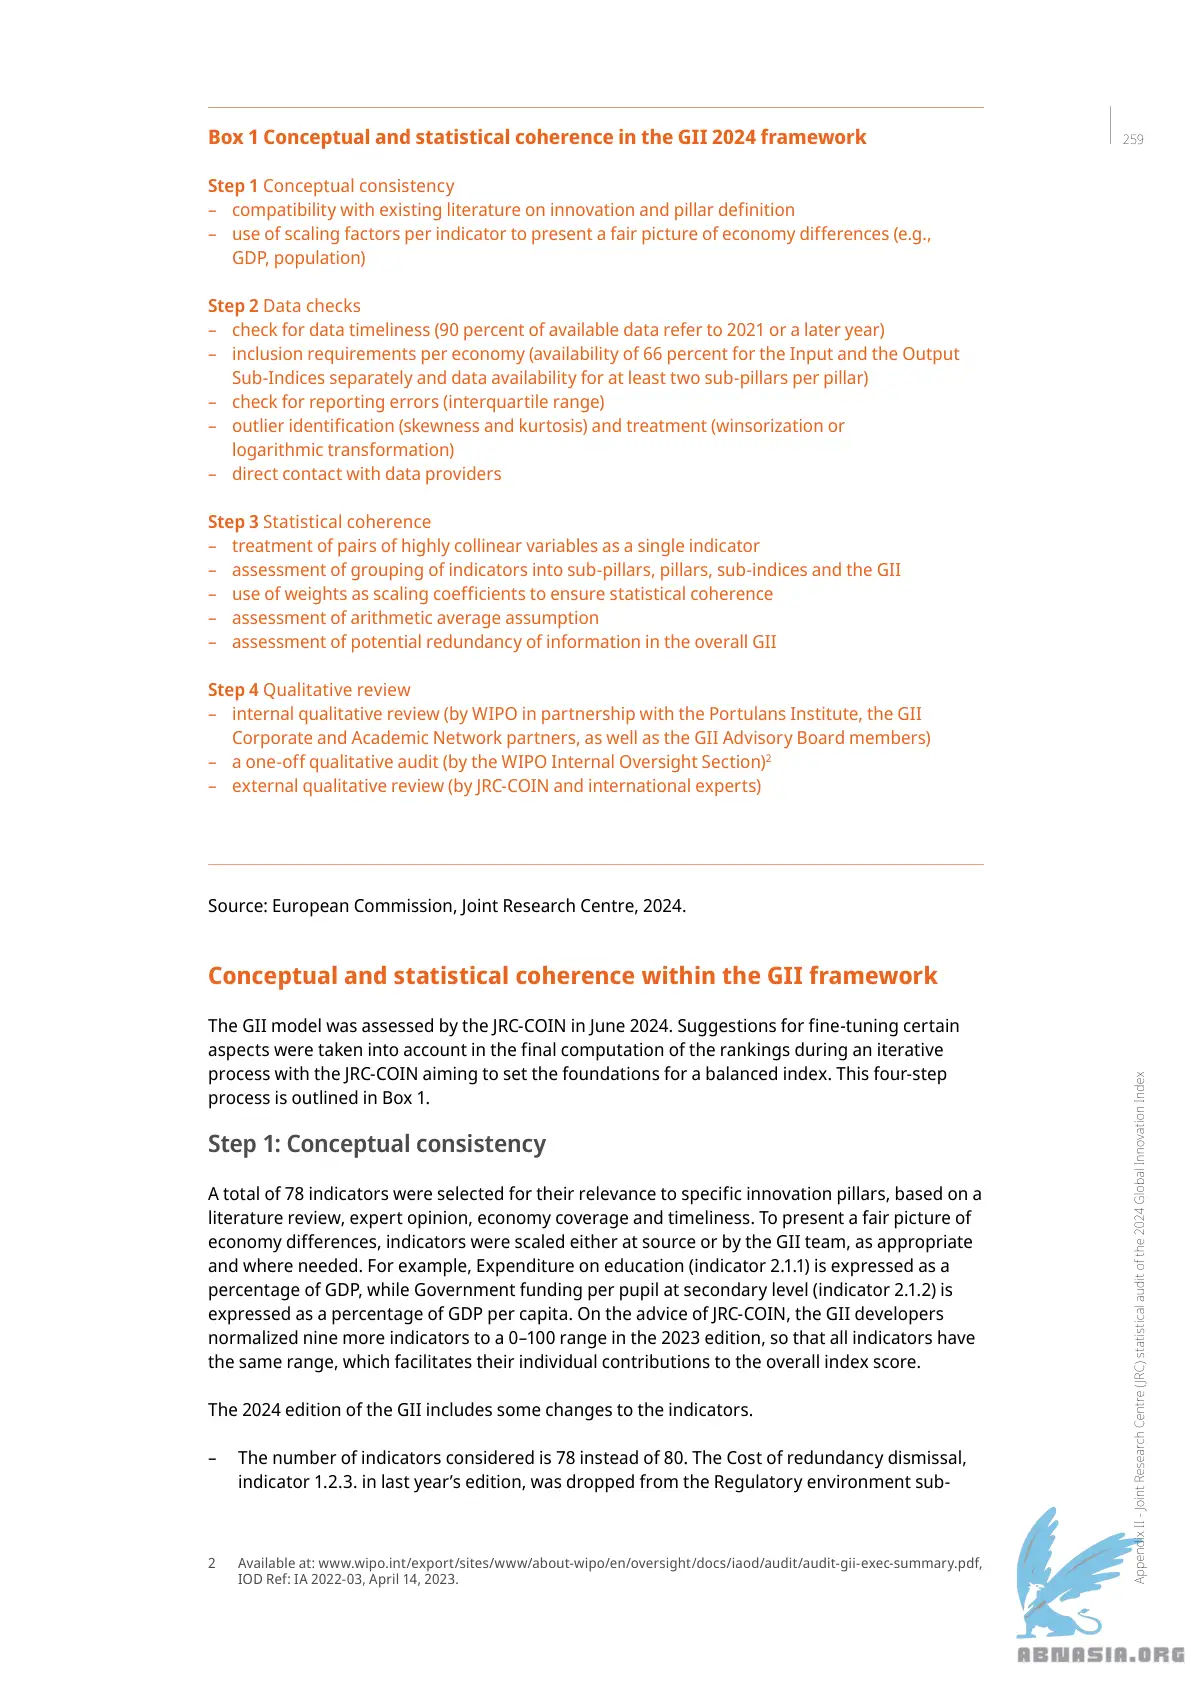 259
Box 1 Conceptual and statistical coherence in the GII 2024 framework
Step 1 Conceptual consistency
– compatibility with existing literature on innovation and pillar definition
– use of scaling factors per indicator to present a fair picture of economy differences (e.g.,
GDP, population)
Step 2 Data checks
– check for data timeliness (90 percent of available data refer to 2021 or a later year)
– inclusion requirements per economy (availability of 66 percent for the Input and the Output
Sub-Indices separately and data availability for at least two sub-pillars per pillar)
– check for reporting errors (interquartile range)
– outlier identification (skewness and kurtosis) and treatment (winsorization or
logarithmic transformation)
– direct contact with data providers
Step 3 Statistical coherence
– treatment of pairs of highly collinear variables as a single indicator
– assessment of grouping of indicators into sub-pillars, pillars, sub-indices and the GII
– use of weights as scaling coefficients to ensure statistical coherence
– assessment of arithmetic average assumption
– assessment of potential redundancy of information in the overall GII
Step 4 Qualitative review
– internal qualitative review (by WIPO in partnership with the Portulans Institute, the GII
Corporate and Academic Network partners, as well as the GII Advisory Board members)
– a one-off qualitative audit (by the WIPO Internal Oversight Section)2
– external qualitative review (by JRC-COIN and international experts)
Source: European Commission, Joint Research Centre, 2024.
Conceptual and statistical coherence within the GII framework
The GII model was assessed by the JRC-COIN in June 2024. Suggestions for fine-tuning certain
aspects were taken into account in the final computation of the rankings during an iterative
process with the JRC-COIN aiming to set the foundations for a balanced index. This four-step
process is outlined in Box 1.
Step 1: Conceptual consistency
A total of 78 indicators were selected for their relevance to specific innovation pillars, based on a
literature review, expert opinion, economy coverage and timeliness. To present a fair picture of
economy differences, indicators were scaled either at source or by the GII team, as appropriate
and where needed. For example, Expenditure on education (indicator 2.1.1) is expressed as a
percentage of GDP, while Government funding per pupil at secondary level (indicator 2.1.2) is
expressed as a percentage of GDP per capita. On the advice of JRC-COIN, the GII developers
normalized nine more indicators to a 0–100 range in the 2023 edition, so that all indicators have
the same range, which facilitates their individual contributions to the overall index score.
The 2024 edition of the GII includes some changes to the indicators.
– The number of indicators considered is 78 instead of 80. The Cost of redundancy dismissal,
indicator 1.2.3. in last year’s edition, was dropped from the Regulatory environment sub-
2 Available at: www.wipo.int/export/sites/www/about-wipo/en/oversight/docs/iaod/audit/audit-gii-exec-summary.pdf,
IOD Ref: IA 2022-03, April 14, 2023.
Appendix II - Joint Research Centre (JRC) statistical audit of the 2024 Global Innovation Index
ABNASIA.ORG